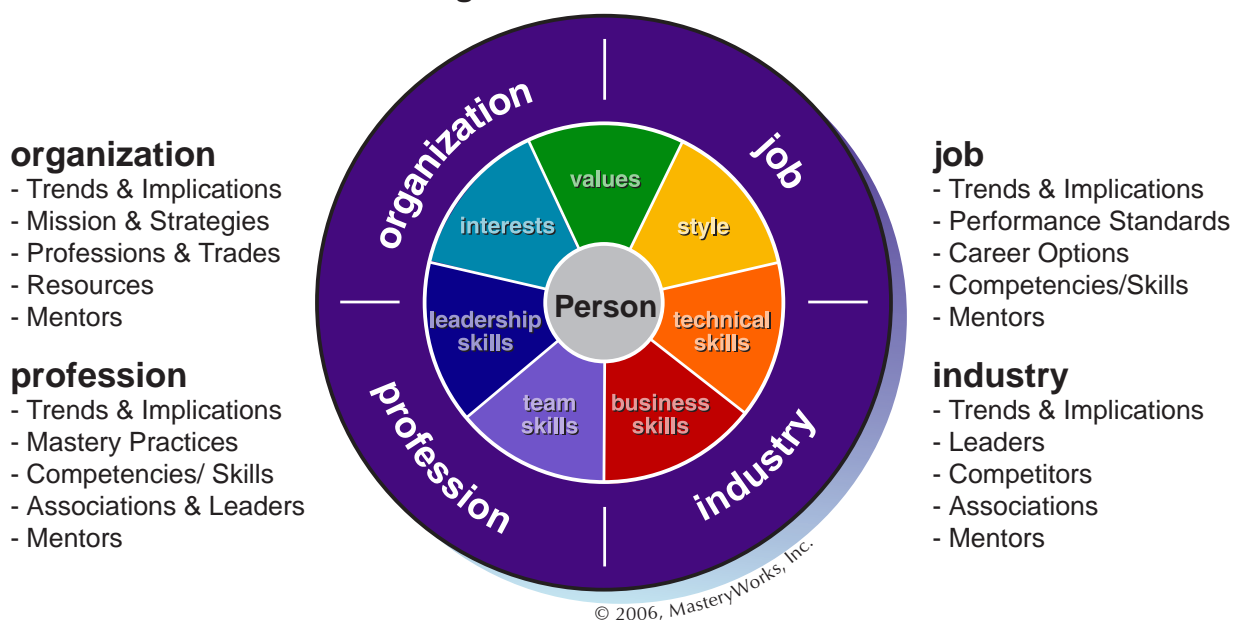 organization
- Trends & Implications
- Mission & Strategies
- Professions & Trades
- Resources
- Mentors
profession
- Trends & Implications
- Mastery Practices
- Competencies/ Skills
- Associations & Leaders
- Mentors
organization
job
profession
industry
values
interests
style
Person
leadership
skills
technical
skills
team
skills
business
skills
© 2006, MasteryWorks, Inc.
job
- Trends & Implications
- Performance Standards
- Career Options
- Competencies/Skills
- Mentors
industry
- Trends & Implications
- Leaders
- Competitors
- Associations
- Mentors